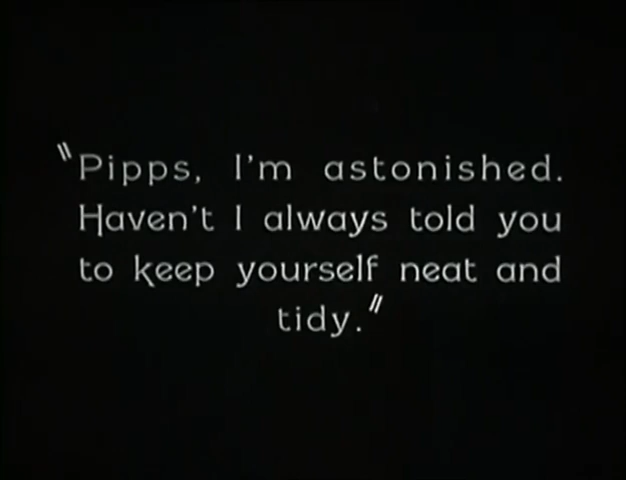 "Pipps, I'm astonished.
Haven't I always told you
to keep yourself neat and
tidy."